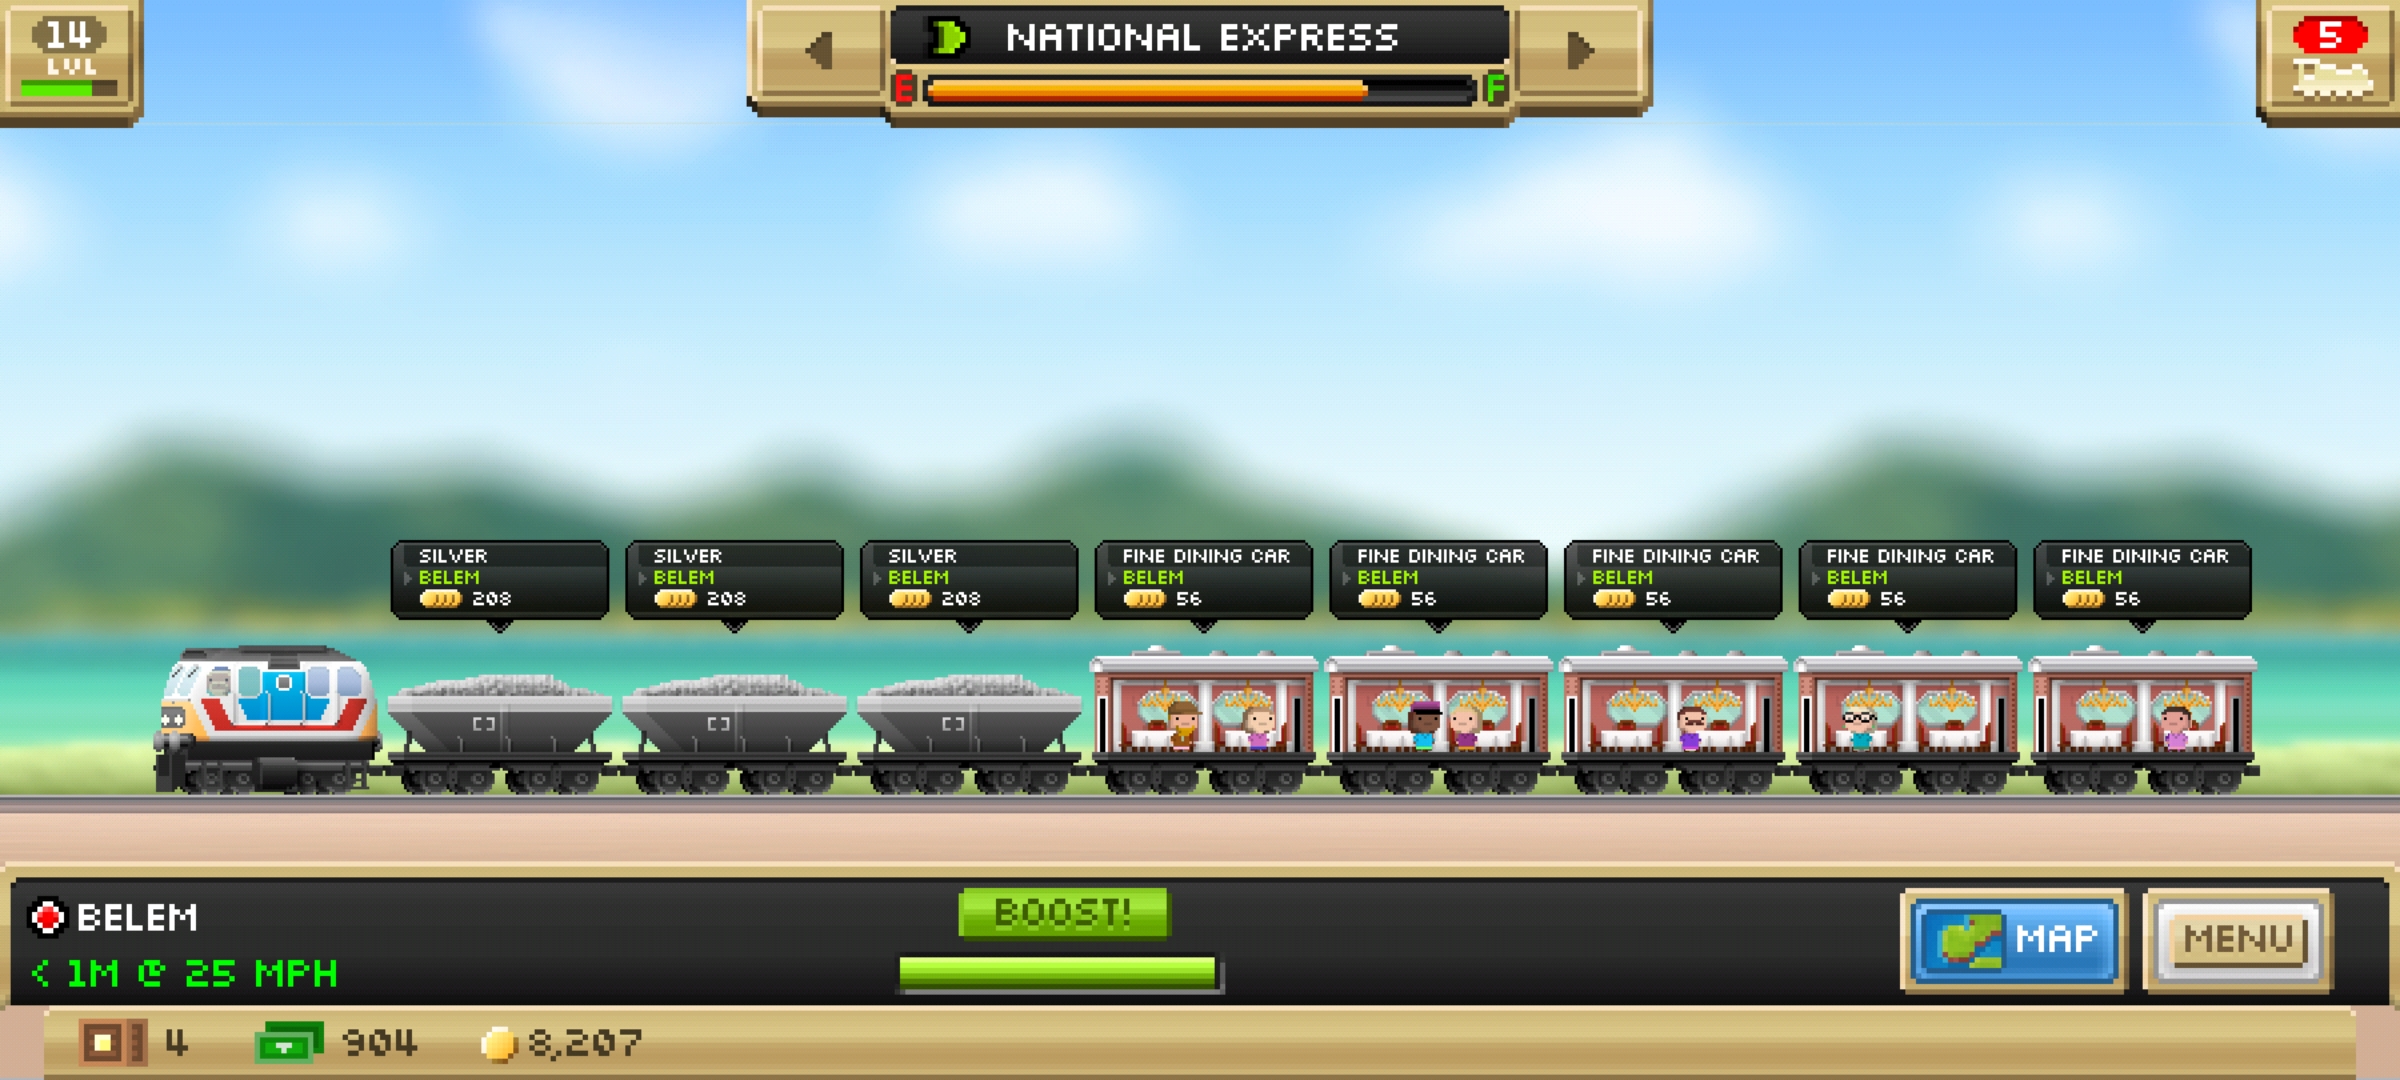 14
LVL
NATIONAL EXPRESS
E
F
5
SILVER
BELEM
208
SILVER
BELEM
208
SILVER
BELEM
208
FINE DINING CAR
BELEM
56
FINE DINING CAR
BELEM
56
FINE DINING CAR
BELEM
56
FINE DINING CAR
BELEM
56
FINE DINING CAR
BELEM
56
BELEM
< 1M @ 25 MPH
BOOST!
MAP
MENU
4
904
8,207